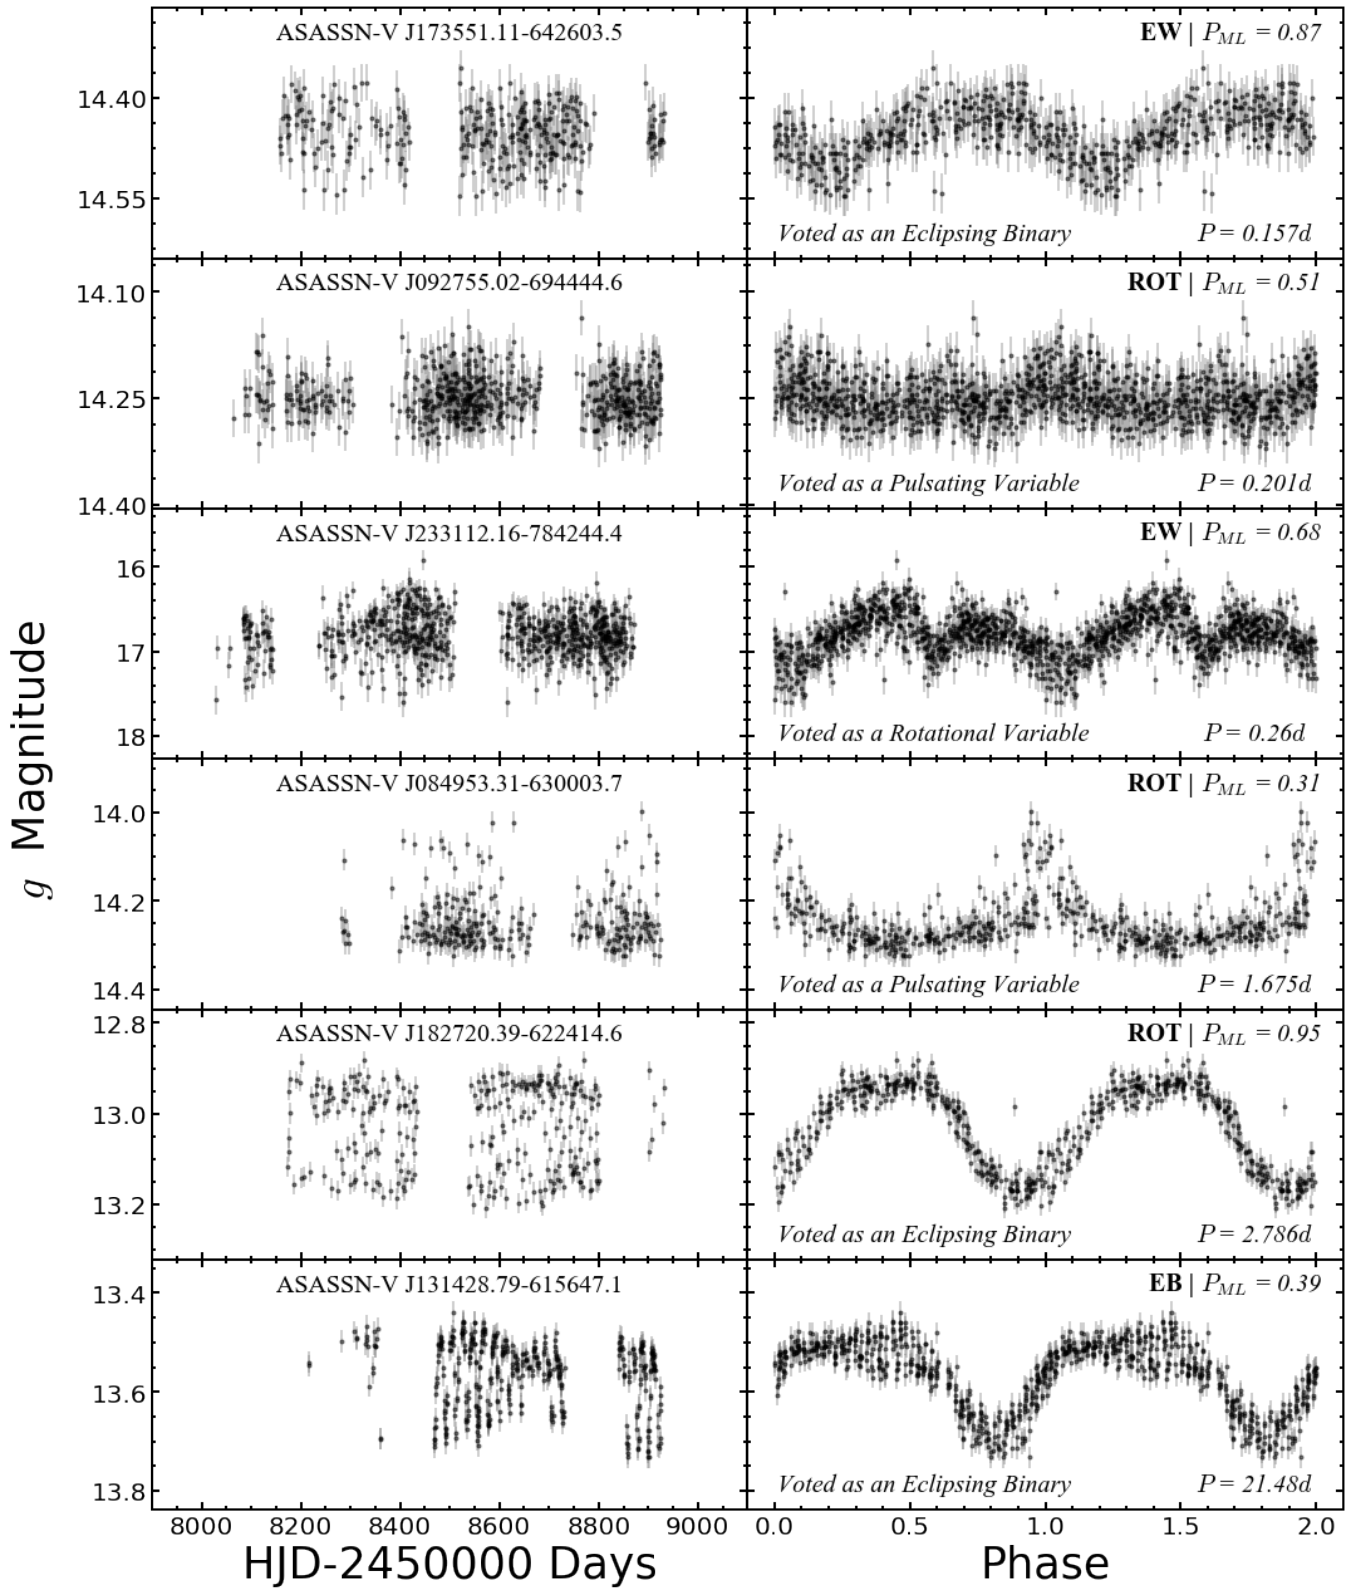 g Magnitude
ASASSN-V J173551.11-642603.5
EW | P_ML = 0.87
14.40
14.55
Voted as an Eclipsing Binary
P = 0.157d
ASASSN-V J092755.02-694444.6
ROT | P_ML = 0.51
14.10
14.25
14.40
Voted as a Pulsating Variable
P = 0.201d
ASASSN-V J233112.16-784244.4
EW | P_ML = 0.68
16
17
18
Voted as a Rotational Variable
P = 0.26d
ASASSN-V J084953.31-630003.7
ROT | P_ML = 0.31
14.0
14.2
14.4
Voted as a Pulsating Variable
P = 1.675d
ASASSN-V J182720.39-622414.6
ROT | P_ML = 0.95
12.8
13.0
13.2
Voted as an Eclipsing Binary
P = 2.786d
ASASSN-V J131428.79-615647.1
EB | P_ML = 0.39
13.4
13.6
13.8
Voted as an Eclipsing Binary
P = 21.48d
8000 8200 8400 8600 8800 9000
0.0 0.5 1.0 1.5 2.0
HJD-2450000 Days
Phase